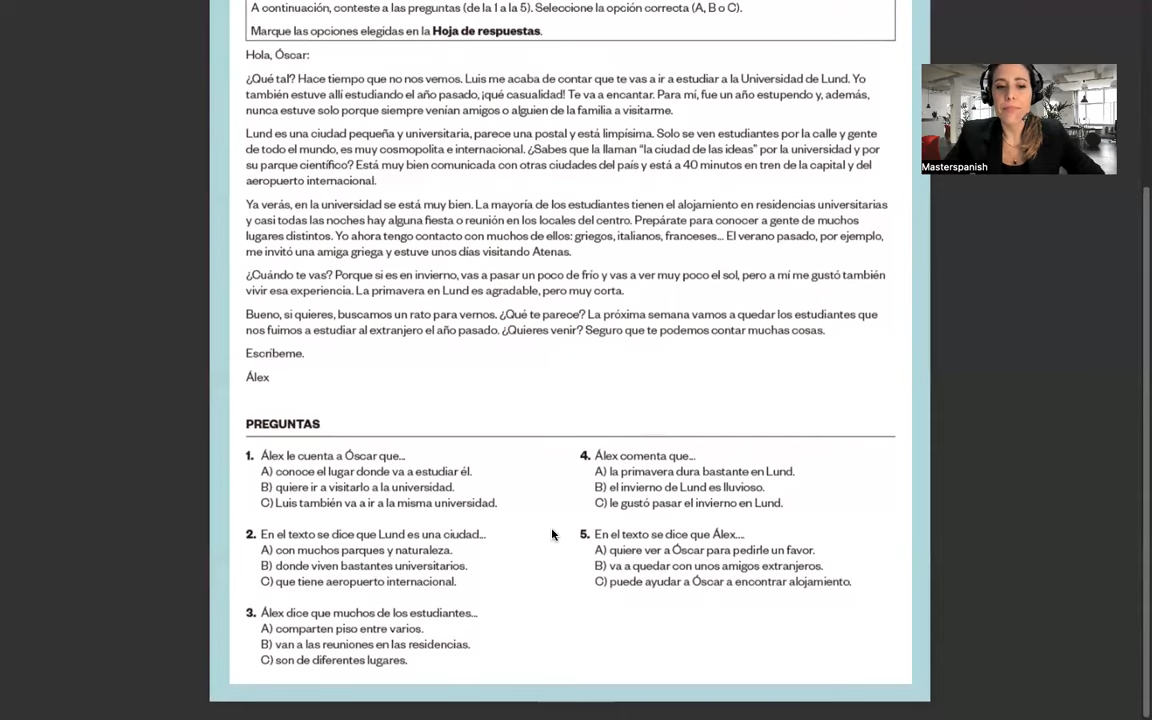 A continuación, conteste a las preguntas (de la 1 a la 5). Seleccione la opción correcta (A, B o C).
Marque las opciones elegidas en la Hoja de respuestas.
Hola, Óscar:
¿Qué tal? Hace tiempo que no nos vemos. Luis me acaba de contar que te vas a ir a estudiar a la Universidad de Lund. Yo
también estuve allí estudiando el año pasado, ¡qué casualidad! Te va a encantar. Para mí, fue un año estupendo y, además,
nunca estuve solo porque siempre venían amigos o alguien de la familia a visitarme.
Lund es una ciudad pequeña y universitaria, parece una postal y está limpísima. Solo se ven estudiantes por la calle y gente
de todo el mundo, es muy cosmopolita e internacional. ¿Sabes que la llaman "la ciudad de las ideas" por la universidad y por
su parque científico? Está muy bien comunicada con otras ciudades del país y está a 40 minutos en tren de la capital y del
aeropuerto internacional.
Ya verás, en la universidad se está muy bien. La mayoría de los estudiantes tienen el alojamiento en residencias universitarias
y casi todas las noches hay alguna fiesta o reunión en los locales del centro. Prepárate para conocer a gente de muchos
lugares distintos. Yo ahora tengo contacto con muchos de ellos: griegos, italianos, franceses... El verano pasado, por ejemplo,
me invitó una amiga griega y estuve unos días visitando Atenas.
¿Cuándo te vas? Porque si es en invierno, vas a pasar un poco de frío y vas a ver muy poco el sol, pero a mí me gustó también
vivir esa experiencia. La primavera en Lund es agradable, pero muy corta.
Bueno, si quieres, buscamos un rato para vernos. ¿Qué te parece? La próxima semana vamos a quedar los estudiantes que
nos fuimos a estudiar al extranjero el año pasado. ¿Quieres venir? Seguro que te podemos contar muchas cosas.
Escríbeme.
Álex
PREGUNTAS
1. Álex le cuenta a Óscar que...
A) conoce el lugar donde va a estudiar él.
B) quiere ir a visitarlo a la universidad.
C) Luis también va a ir a la misma universidad.
2. En el texto se dice que Lund es una ciudad...
A) con muchos parques y naturaleza.
B) donde viven bastantes universitarios.
C) que tiene aeropuerto internacional.
3. Álex dice que muchos de los estudiantes...
A) comparten piso entre varios.
B) van a las reuniones en las residencias.
C) son de diferentes lugares.
4. Álex comenta que...
A) la primavera dura bastante en Lund.
B) el invierno de Lund es lluvioso.
C) le gustó pasar el invierno en Lund.
5. En el texto se dice que Álex....
A) quiere ver a Óscar para pedirle un favor.
B) va a quedar con unos amigos extranjeros.
C) puede ayudar a Óscar a encontrar alojamiento.
Masterspanish